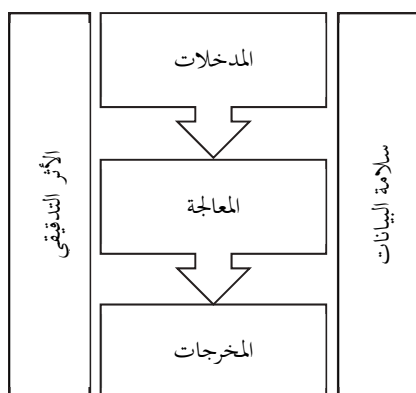 المدخلات
سلامة البيانات
المعالجة
الأثر التدقيقي
المخرجات